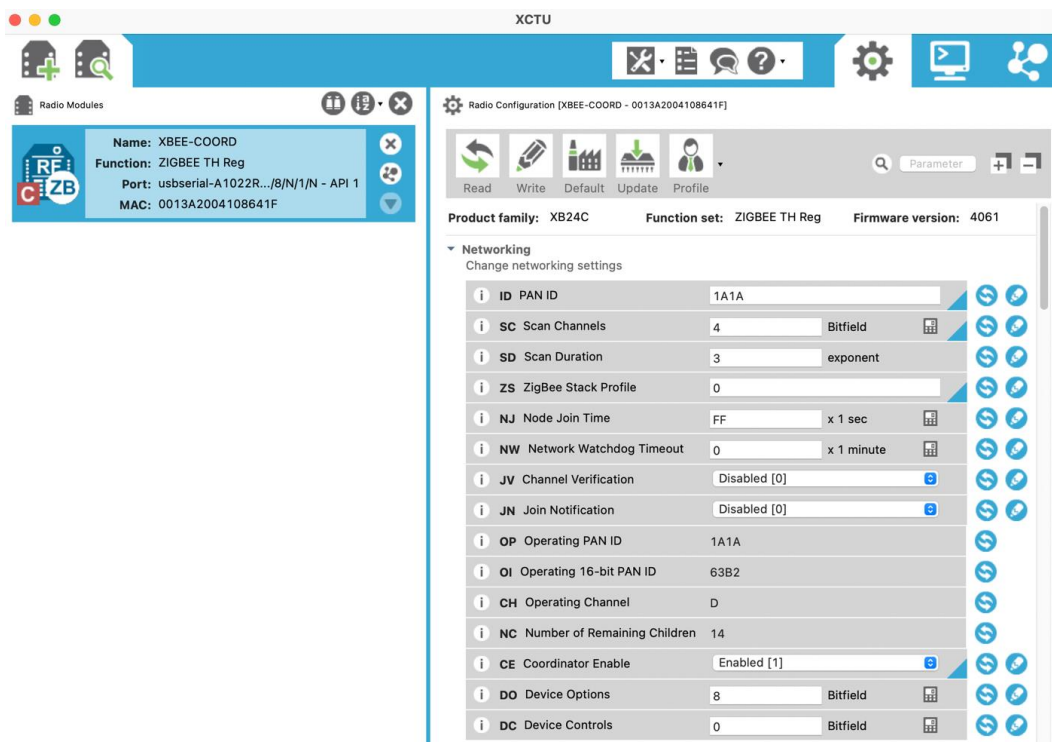 XCTU
Radio Modules
Name: XBEE-COORD
Function: ZIGBEE TH Reg
Port: usbserial-A1022R.../8/N/1/N - API 1
MAC: 0013A2004108641F
RF
C ZB
Radio Configuration [XBEE-COORD - 0013A2004108641F]
Read Write Default Update Profile
Parameter
Product family: XB24C Function set: ZIGBEE TH Reg Firmware version: 4061
Networking
Change networking settings
i ID PAN ID 1A1A
i SC Scan Channels 4 Bitfield
i SD Scan Duration 3 exponent
i ZS ZigBee Stack Profile 0
i NJ Node Join Time FF x 1 sec
i NW Network Watchdog Timeout 0 x 1 minute
i JV Channel Verification Disabled [0]
i JN Join Notification Disabled [0]
i OP Operating PAN ID 1A1A
i OI Operating 16-bit PAN ID 63B2
i CH Operating Channel D
i NC Number of Remaining Children 14
i CE Coordinator Enable Enabled [1]
i DO Device Options 8 Bitfield
i DC Device Controls 0 Bitfield